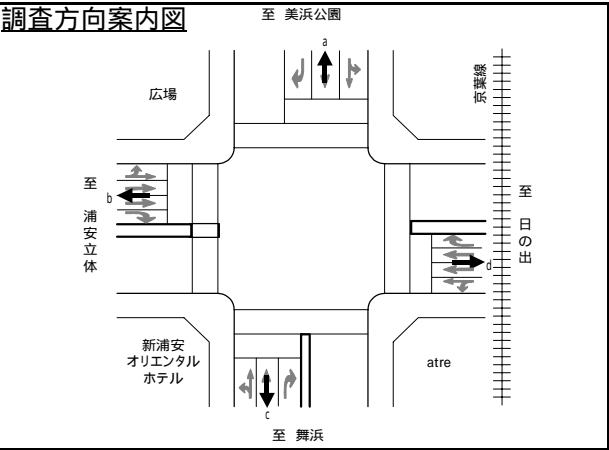 調査方向案内図
至 美浜公園
a
広場
京葉線
至 浦安立体
b
至 日の出
d
新浦安
オリエンタル
ホテル
atre
c
至 舞浜